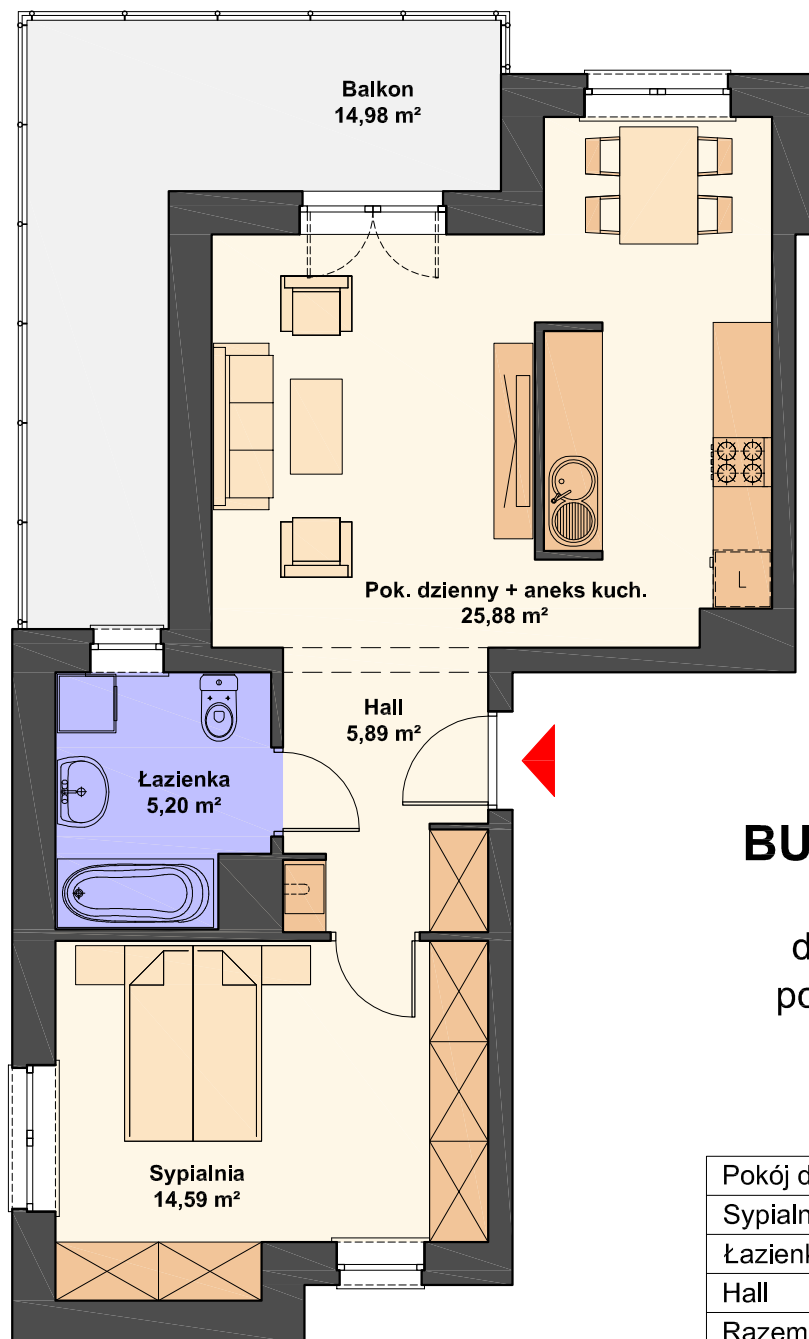 Balkon
14,98 m²
Pok. dzienny + aneks kuch.
25,88 m²
L
Hall
5,89 m²
Łazienka
5,20 m²
BU
d
po
Sypialnia
14,59 m²
Pokój d
Sypialn
Łazienk
Hall
Razem